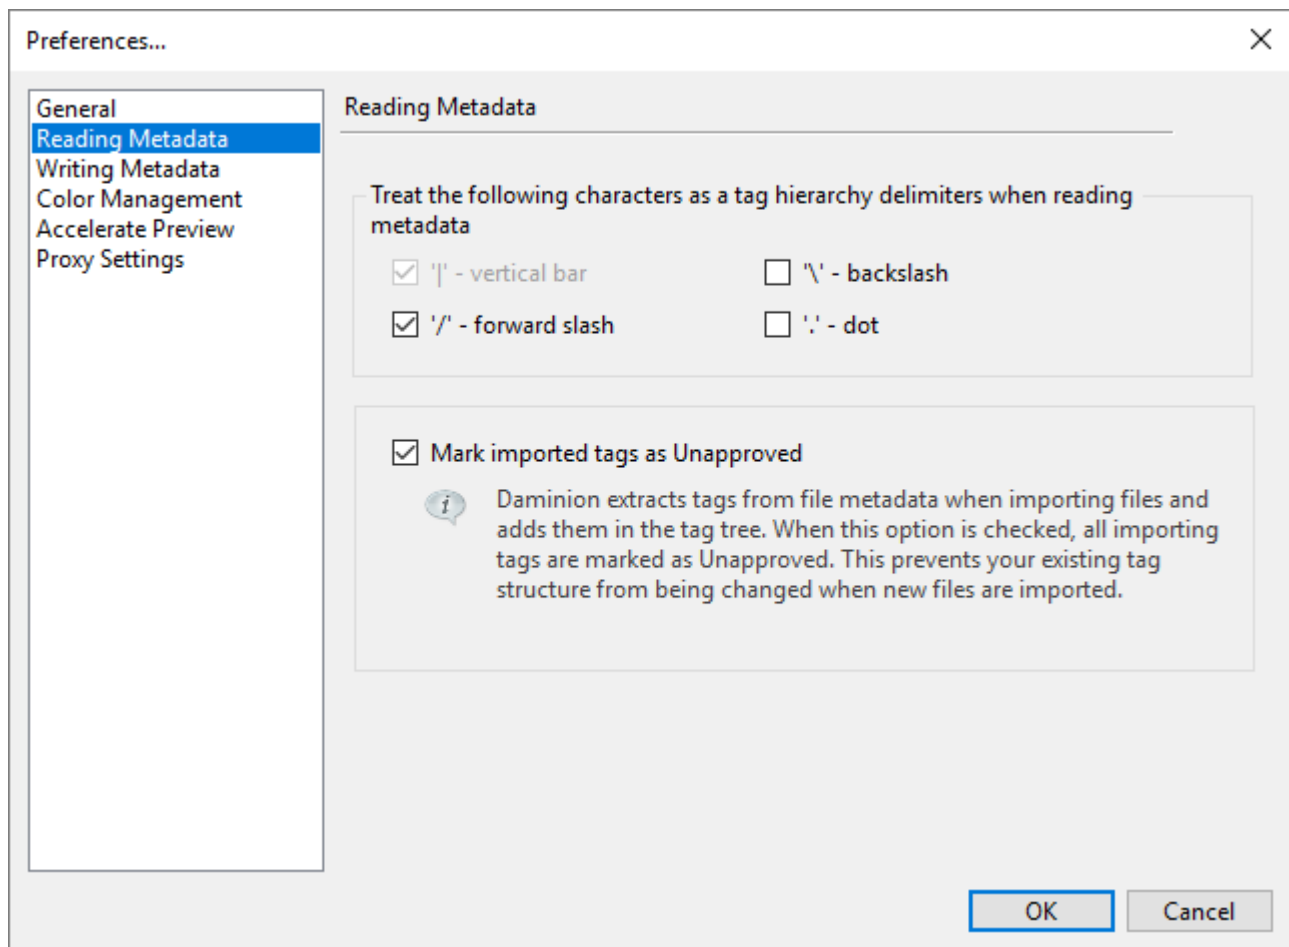 Preferences...
General
Reading Metadata
Writing Metadata
Color Management
Accelerate Preview
Proxy Settings
Reading Metadata
Treat the following characters as a tag hierarchy delimiters when reading
metadata
'|' - vertical bar
'\' - backslash
'/' - forward slash
'.' - dot
Mark imported tags as Unapproved
Daminion extracts tags from file metadata when importing files and
adds them in the tag tree. When this option is checked, all importing
tags are marked as Unapproved. This prevents your existing tag
structure from being changed when new files are imported.
OK
Cancel